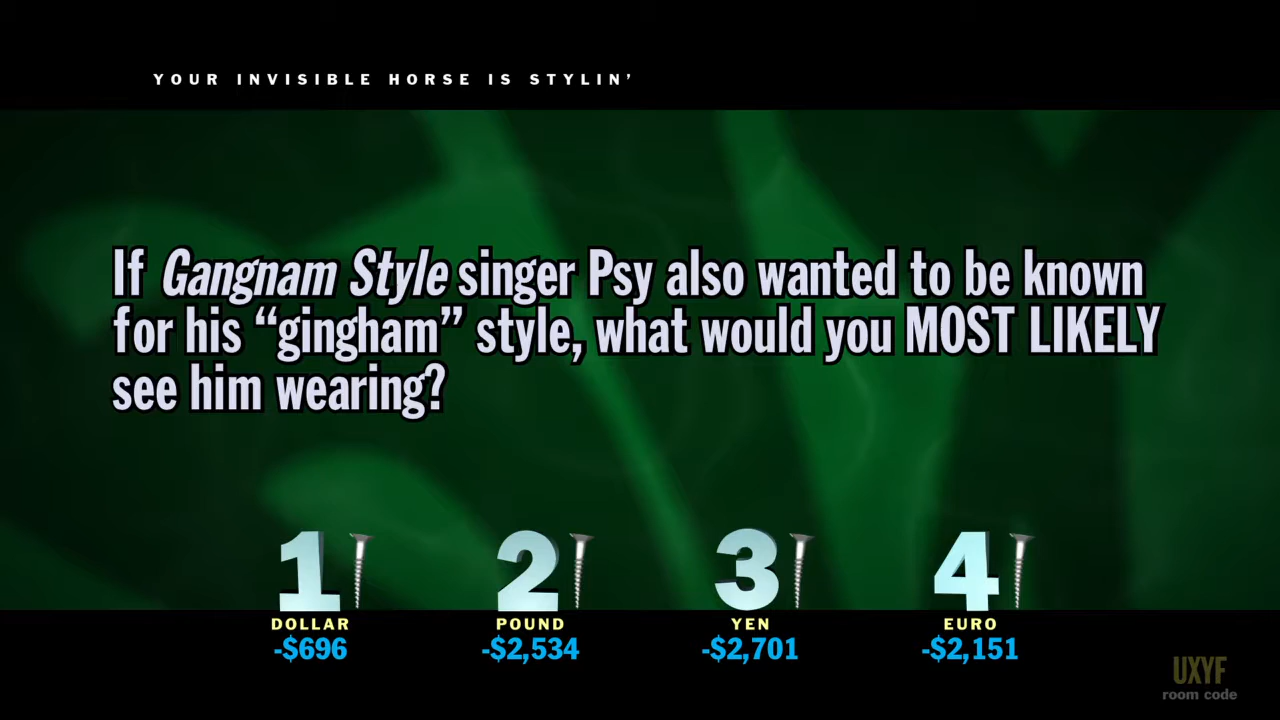 YOUR INVISIBLE HORSE IS STYLIN’
If Gangnam Style singer Psy also wanted to be known
for his “gingham” style, what would you MOST LIKELY
see him wearing?
1 2 3 4
DOLLAR POUND YEN EURO
-$696 -$2,534 -$2,701 -$2,151
UXYF
room code